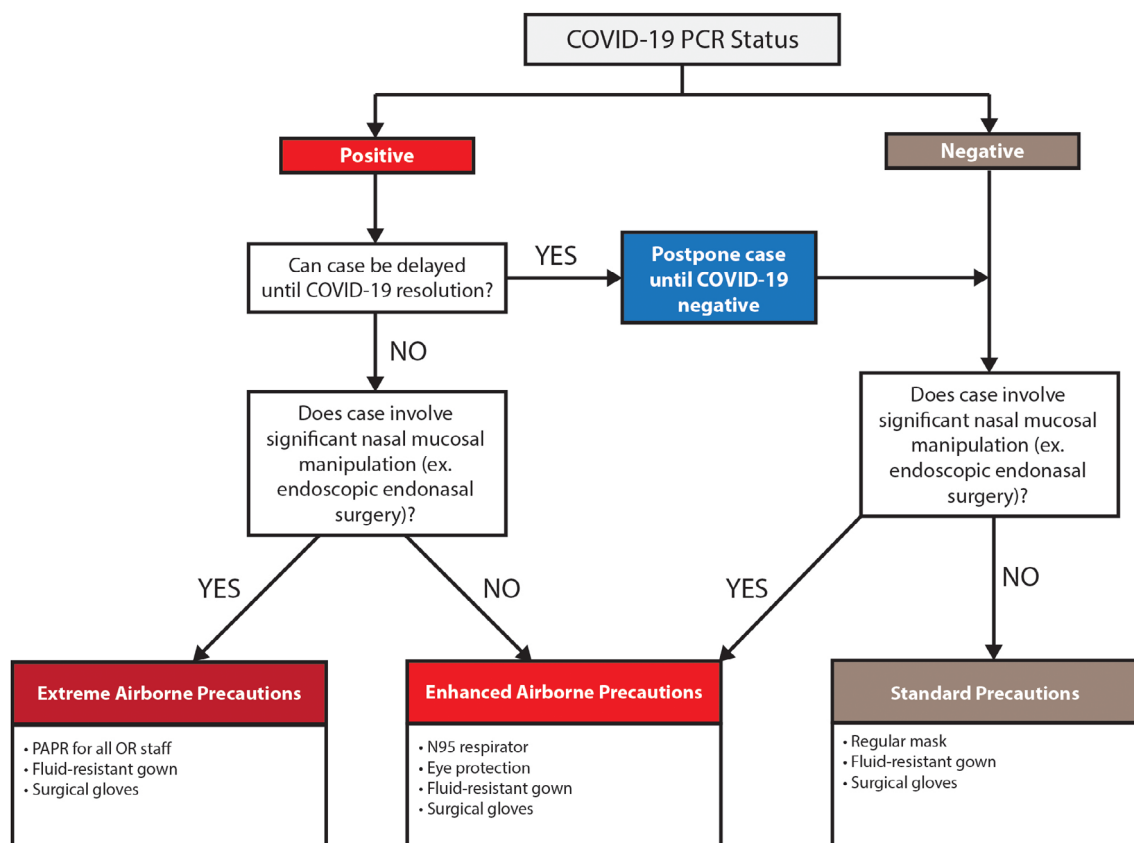 COVID-19 PCR Status
Positive
Negative
Can case be delayed
until COVID-19 resolution?
YES
Postpone case
until COVID-19
negative
NO
Does case involve
significant nasal mucosal
manipulation (ex.
endoscopic endonasal
surgery)?
Does case involve
significant nasal mucosal
manipulation (ex.
endoscopic endonasal
surgery)?
YES
NO
YES
NO
Extreme Airborne Precautions
• PAPR for all OR staff
• Fluid-resistant gown
• Surgical gloves
Enhanced Airborne Precautions
• N95 respirator
• Eye protection
• Fluid-resistant gown
• Surgical gloves
Standard Precautions
• Regular mask
• Fluid-resistant gown
• Surgical gloves